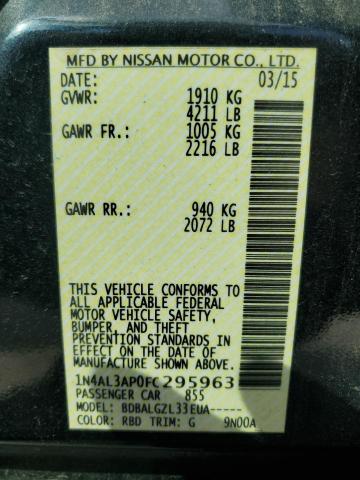 MFD BY NISSAN MOTOR CO., LTD.
DATE: 03/15
GVWR: 1910 KG
4211 LB
GAWR FR.: 1005 KG
2216 LB
GAWR RR.: 940 KG
2072 LB
THIS VEHICLE CONFORMS TO
ALL APPLICABLE FEDERAL
MOTOR VEHICLE SAFETY,
BUMPER, AND THEFT
PREVENTION STANDARDS IN
EFFECT ON THE DATE OF
MANUFACTURE SHOWN ABOVE.
1N4AL3AP0FC295963
PASSENGER CAR 855
MODEL: BDBALGZL33EUA-----
COLOR: RBD TRIM: G 9N00A